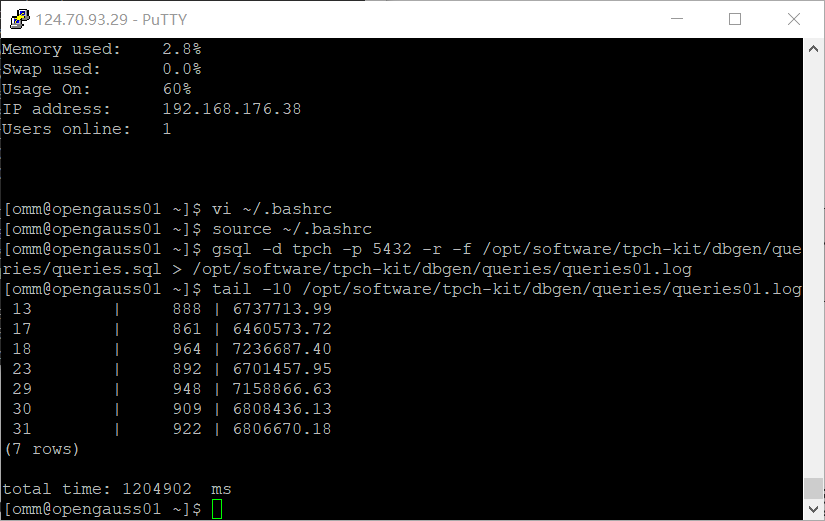 124.70.93.29 - PuTTY
Memory used:    2.8%
Swap used:      0.0%
Usage On:       60%
IP address:     192.168.176.38
Users online:   1
[omm@opengauss01 ~]$ vi ~/.bashrc
[omm@opengauss01 ~]$ source ~/.bashrc
[omm@opengauss01 ~]$ gsql -d tpch -p 5432 -r -f /opt/software/tpch-kit/dbgen/que
ries/queries.sql > /opt/software/tpch-kit/dbgen/queries/queries01.log
[omm@opengauss01 ~]$ tail -10 /opt/software/tpch-kit/dbgen/queries/queries01.log
 13        |     888 | 6737713.99
 17        |     861 | 6460573.72
 18        |     964 | 7236687.40
 23        |     892 | 6701457.95
 29        |     948 | 7158866.63
 30        |     909 | 6808436.13
 31        |     922 | 6806670.18
(7 rows)
total time: 1204902  ms
[omm@opengauss01 ~]$